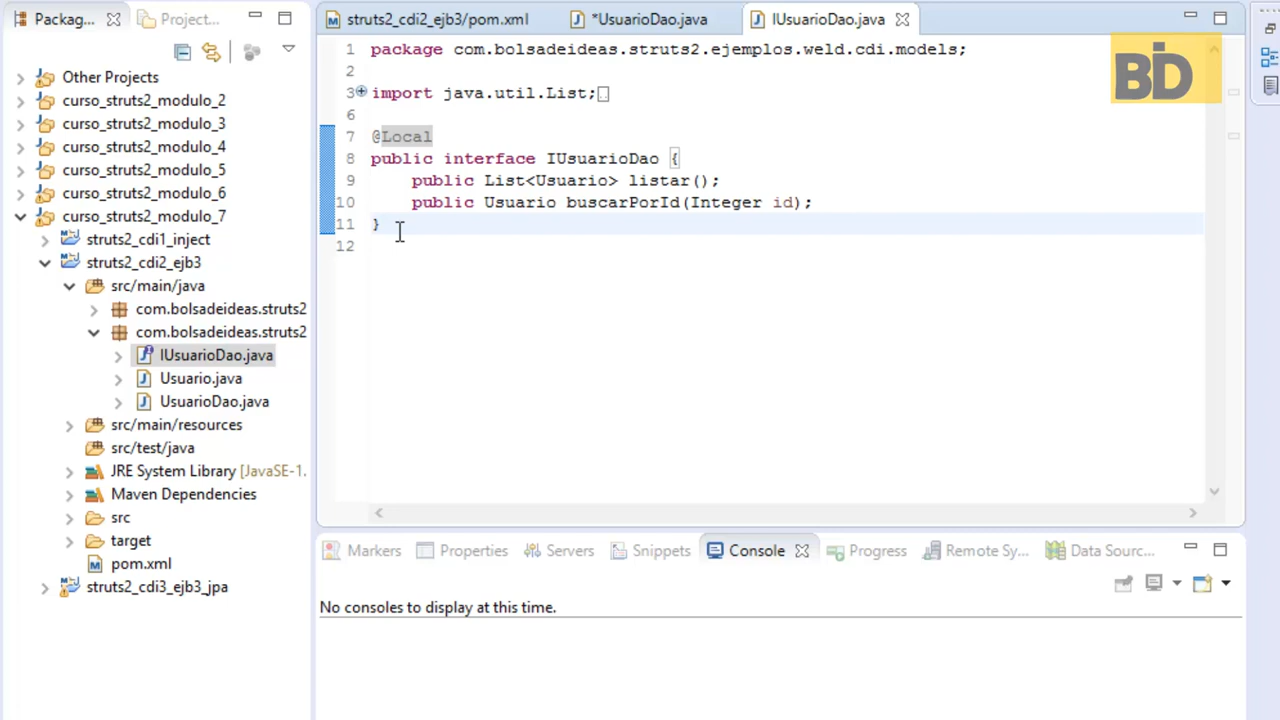 Packag...
Project...
Other Projects
curso_struts2_modulo_2
curso_struts2_modulo_3
curso_struts2_modulo_4
curso_struts2_modulo_5
curso_struts2_modulo_6
curso_struts2_modulo_7
struts2_cdi1_inject
struts2_cdi2_ejb3
src/main/java
com.bolsadeideas.struts2
com.bolsadeideas.struts2
IUsuarioDao.java
Usuario.java
UsuarioDao.java
src/main/resources
src/test/java
JRE System Library [JavaSE-1.
Maven Dependencies
src
target
pom.xml
struts2_cdi3_ejb3_jpa
struts2_cdi2_ejb3/pom.xml
*UsuarioDao.java
IUsuarioDao.java
1 package com.bolsadeideas.struts2.ejemplos.weld.cdi.models;
2
3 import java.util.List;
6
7 @Local
8 public interface IUsuarioDao {
9 public List<Usuario> listar();
10 public Usuario buscarPorId(Integer id);
11 }
12
BD
Markers
Properties
Servers
Snippets
Console
Progress
Remote Sy...
Data Sourc...
No consoles to display at this time.